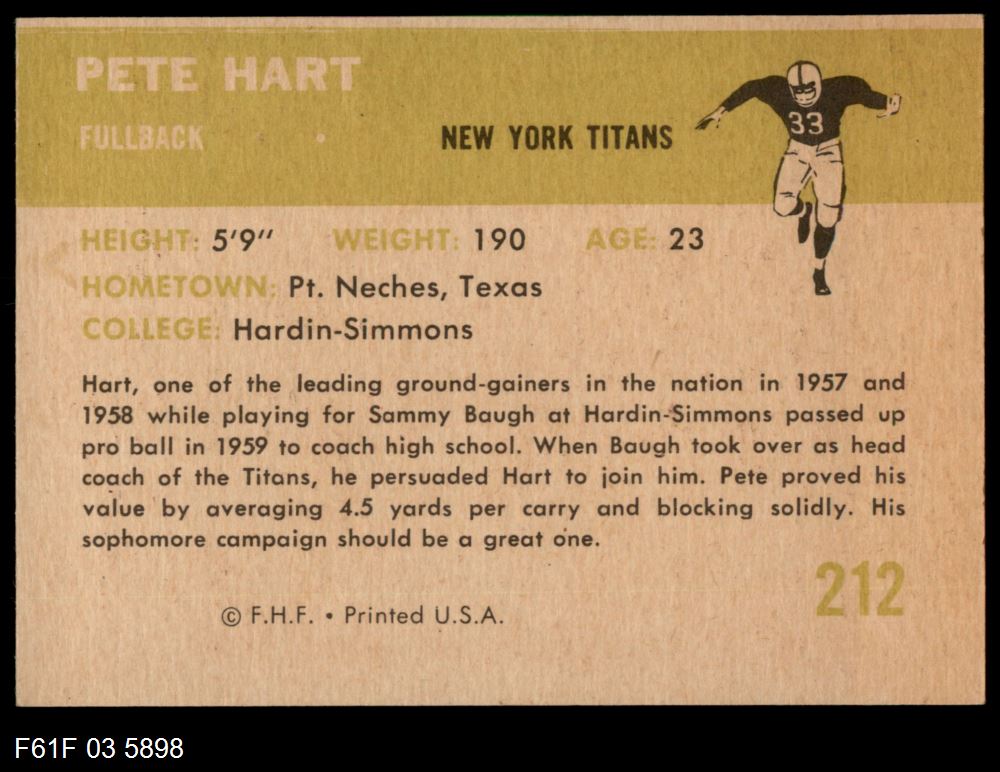 PETE HART
FULLBACK
NEW YORK TITANS
33
HEIGHT: 5'9" WEIGHT: 190 AGE: 23
HOMETOWN: Pt. Neches, Texas
COLLEGE: Hardin-Simmons
Hart, one of the leading ground-gainers in the nation in 1957 and
1958 while playing for Sammy Baugh at Hardin-Simmons passed up
pro ball in 1959 to coach high school. When Baugh took over as head
coach of the Titans, he persuaded Hart to join him. Pete proved his
value by averaging 4.5 yards per carry and blocking solidly. His
sophomore campaign should be a great one.
212
© F.H.F. • Printed U.S.A.
F61F 03 5898